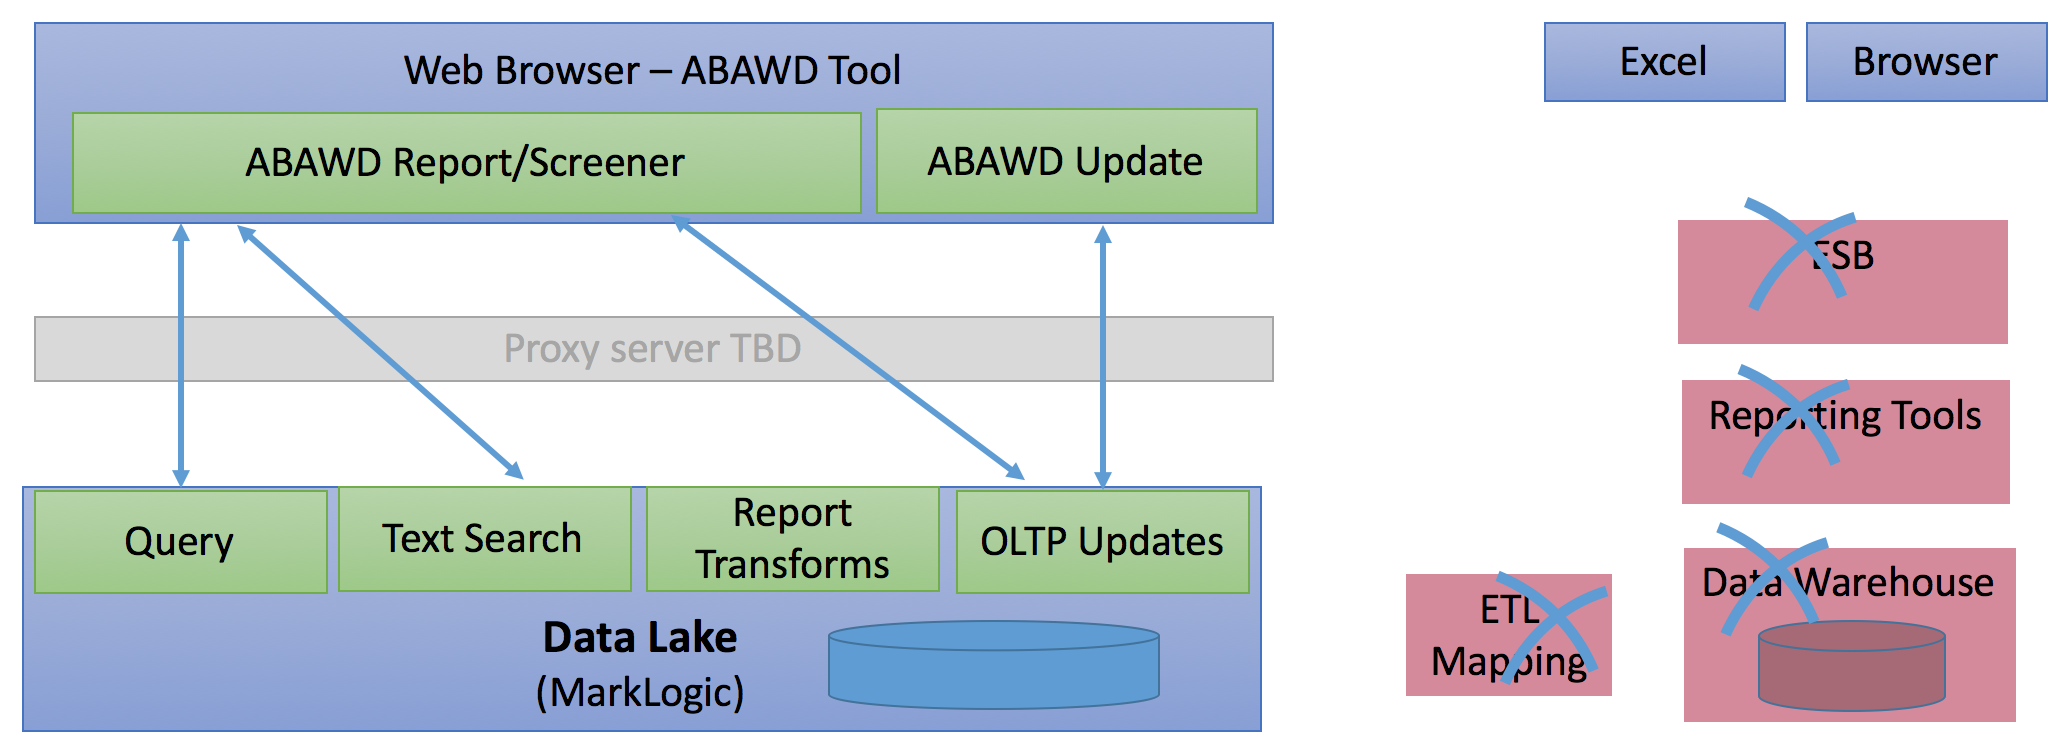 Web Browser – ABAWD Tool
ABAWD Report/Screener
ABAWD Update
Proxy server TBD
Query
Text Search
Report
Transforms
OLTP Updates
Data Lake
(MarkLogic)
Excel
Browser
ESB
Reporting Tools
ETL
Mapping
Data Warehouse